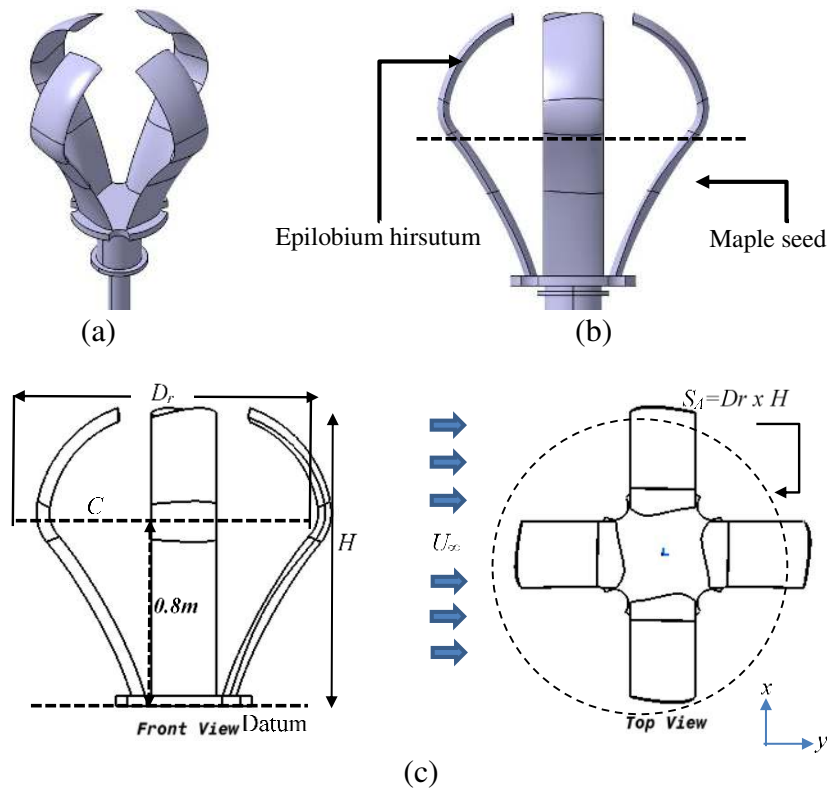 Epilobium hirsutum
Maple seed
(a)
(b)
Dr
C
H
0.8m
Front View
Datum
U∞
SA=Dr x H
Top View
x
y
(c)